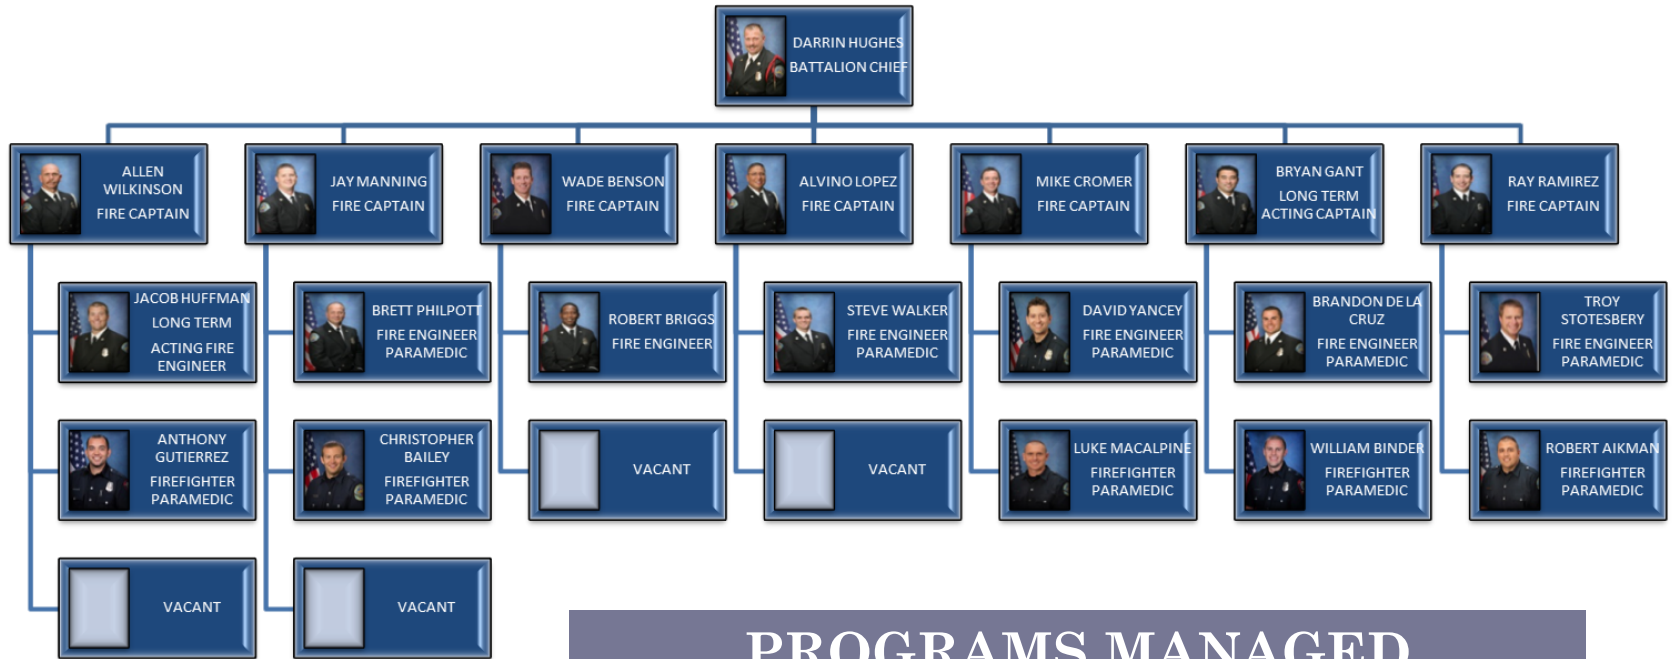 DARRIN HUGHES
BATTALION CHIEF
ALLEN
WILKINSON
FIRE CAPTAIN
JAY MANNING
FIRE CAPTAIN
WADE BENSON
FIRE CAPTAIN
ALVINO LOPEZ
FIRE CAPTAIN
MIKE CROMER
FIRE CAPTAIN
BRYAN GANT
LONG TERM
ACTING CAPTAIN
RAY RAMIREZ
FIRE CAPTAIN
JACOB HUFFMAN
LONG TERM
ACTING FIRE
ENGINEER
BRETT PHILPOTT
FIRE ENGINEER
PARAMEDIC
ROBERT BRIGGS
FIRE ENGINEER
STEVE WALKER
FIRE ENGINEER
PARAMEDIC
DAVID YANCEY
FIRE ENGINEER
PARAMEDIC
BRANDON DE LA
CRUZ
FIRE ENGINEER
PARAMEDIC
TROY
STOTESBERY
FIRE ENGINEER
PARAMEDIC
ANTHONY
GUTIERREZ
FIREFIGHTER
PARAMEDIC
CHRISTOPHER
BAILEY
FIREFIGHTER
PARAMEDIC
VACANT
VACANT
LUKE MACALPINE
FIREFIGHTER
PARAMEDIC
WILLIAM BINDER
FIREFIGHTER
PARAMEDIC
ROBERT AIKMAN
FIREFIGHTER
PARAMEDIC
VACANT
VACANT
PROGRAMS MANAGED